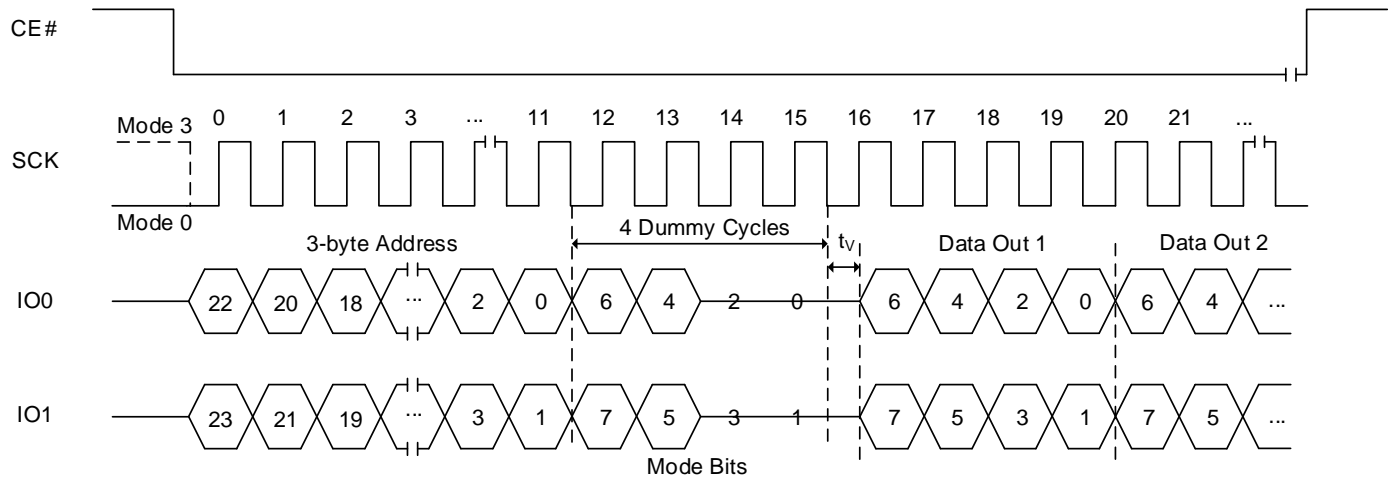 CE#
Mode 3 0 1 2 3 ... 11 12 13 14 15 16 17 18 19 20 21 ...
SCK
Mode 0
3-byte Address 4 Dummy Cycles tV Data Out 1 Data Out 2
IO0 22 20 18 ... 2 0 6 4 2 0 6 4 2 0 6 4 ...
IO1 23 21 19 ... 3 1 7 5 3 1 7 5 3 1 7 5 ...
Mode Bits